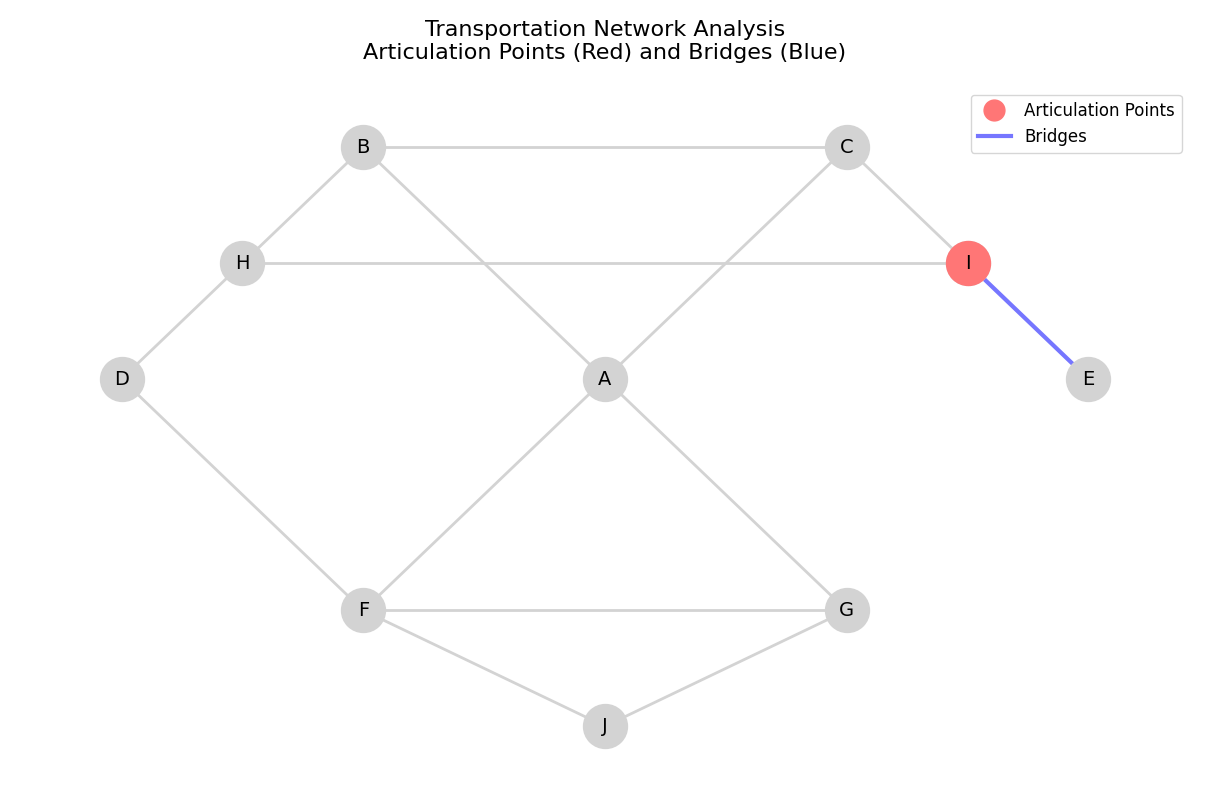 Transportation Network Analysis
Articulation Points (Red) and Bridges (Blue)
Articulation Points
Bridges
B
C
H
I
D
A
E
F
G
J